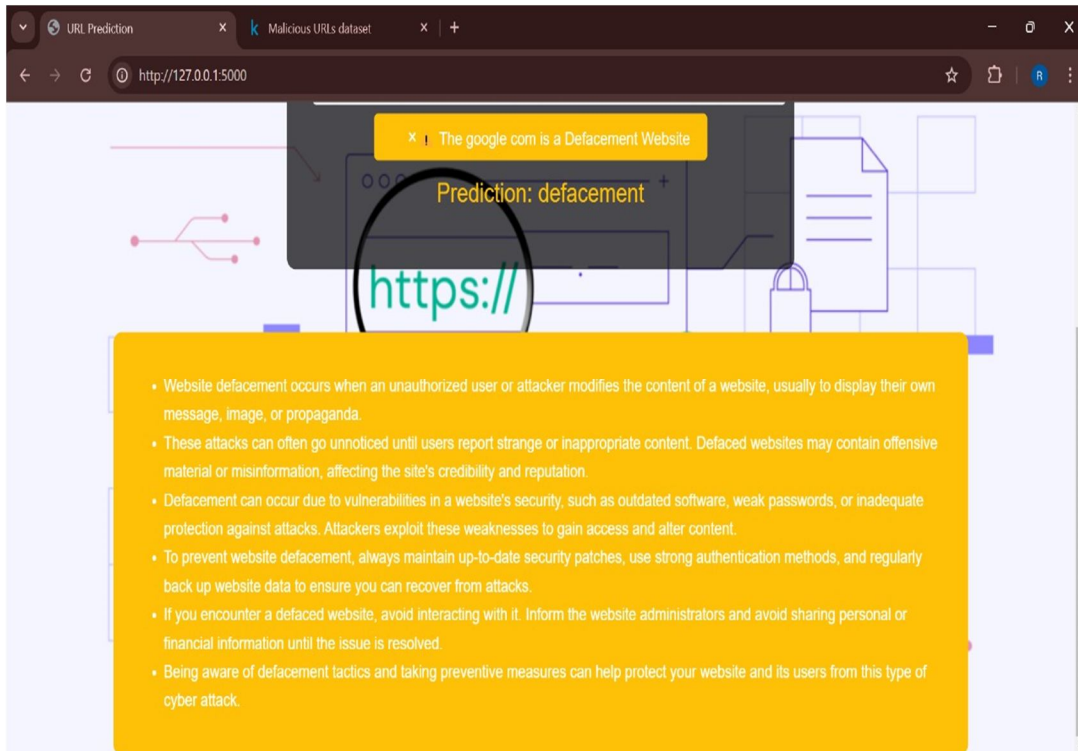 URL Prediction
Malicious URLs dataset
http://127.0.0.1:5000
R
The google com is a Defacement Website
Prediction: defacement
https://
• Website defacement occurs when an unauthorized user or attacker modifies the content of a website, usually to display their own
message, image, or propaganda.
• These attacks can often go unnoticed until users report strange or inappropriate content. Defaced websites may contain offensive
material or misinformation, affecting the site's credibility and reputation.
• Defacement can occur due to vulnerabilities in a website's security, such as outdated software, weak passwords, or inadequate
protection against attacks. Attackers exploit these weaknesses to gain access and alter content.
• To prevent website defacement, always maintain up-to-date security patches, use strong authentication methods, and regularly
back up website data to ensure you can recover from attacks.
• If you encounter a defaced website, avoid interacting with it. Inform the website administrators and avoid sharing personal or
financial information until the issue is resolved.
• Being aware of defacement tactics and taking preventive measures can help protect your website and its users from this type of
cyber attack.